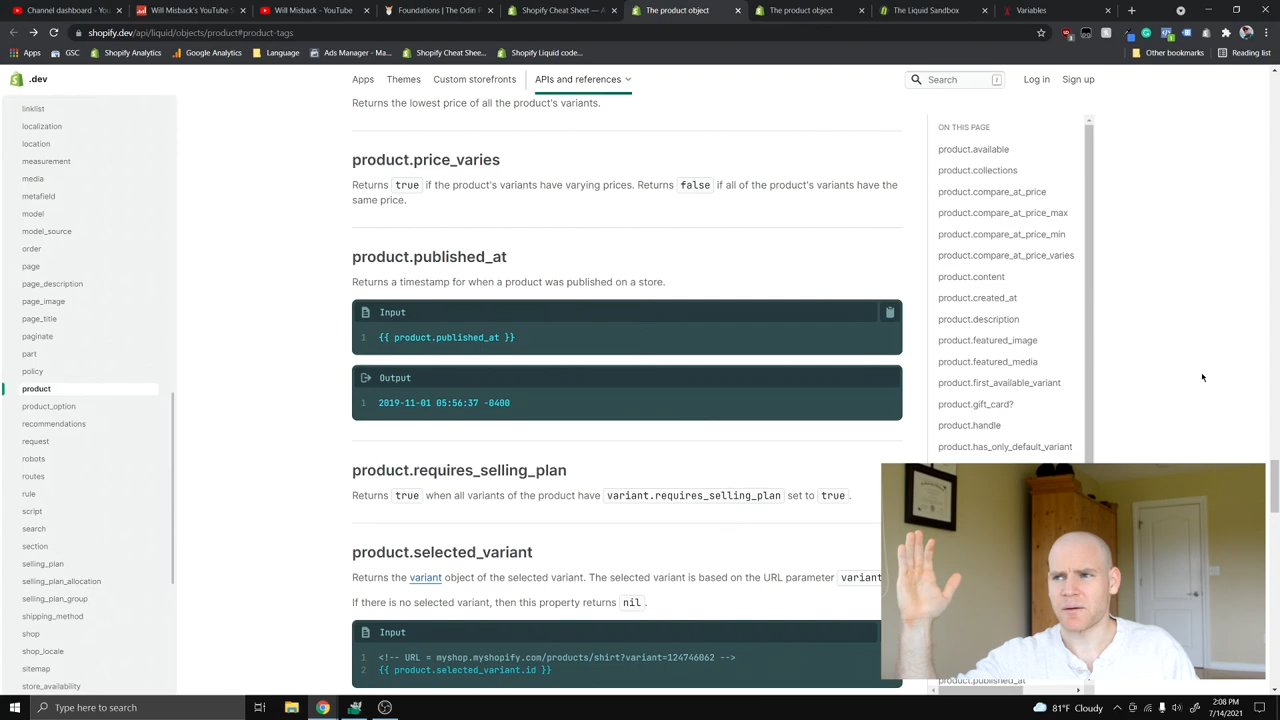 Channel dashboard - You
Will Misback's YouTube S
Will Misback - YouTube
Foundations | The Odin P
Shopify Cheat Sheet — A
The product object
The product object
The Liquid Sandbox
Variables
shopify.dev/api/liquid/objects/product#product-tags
Apps
GSC
Shopify Analytics
Google Analytics
Language
Ads Manager - Ma...
Shopify Cheat Shee...
Shopify Liquid code...
Other bookmarks
Reading list
.dev
Apps
Themes
Custom storefronts
APIs and references
Search
Log in
Sign up
linklist
localization
location
measurement
media
metafield
model
model_source
order
page
page_description
page_image
page_title
paginate
part
policy
product
product_option
recommendations
request
robots
routes
rule
script
search
section
selling_plan
selling_plan_allocation
selling_plan_group
shipping_method
shop
shop_locale
sitemap
store_availability
Returns the lowest price of all the product's variants.
product.price_varies
Returns true if the product's variants have varying prices. Returns false if all of the product's variants have the
same price.
product.published_at
Returns a timestamp for when a product was published on a store.
Input
1 {{ product.published_at }}
Output
1 2019-11-01 05:56:37 -0400
product.requires_selling_plan
Returns true when all variants of the product have variant.requires_selling_plan set to true.
product.selected_variant
Returns the variant object of the selected variant. The selected variant is based on the URL parameter variant
If there is no selected variant, then this property returns nil.
Input
1 <!-- URL = myshop.myshopify.com/products/shirt?variant=124746062 -->
2 {{ product.selected_variant.id }}
ON THIS PAGE
product.available
product.collections
product.compare_at_price
product.compare_at_price_max
product.compare_at_price_min
product.compare_at_price_varies
product.content
product.created_at
product.description
product.featured_image
product.featured_media
product.first_available_variant
product.gift_card?
product.handle
product.has_only_default_variant
product.published_at
Type here to search
81°F Cloudy
2:08 PM
7/14/2021